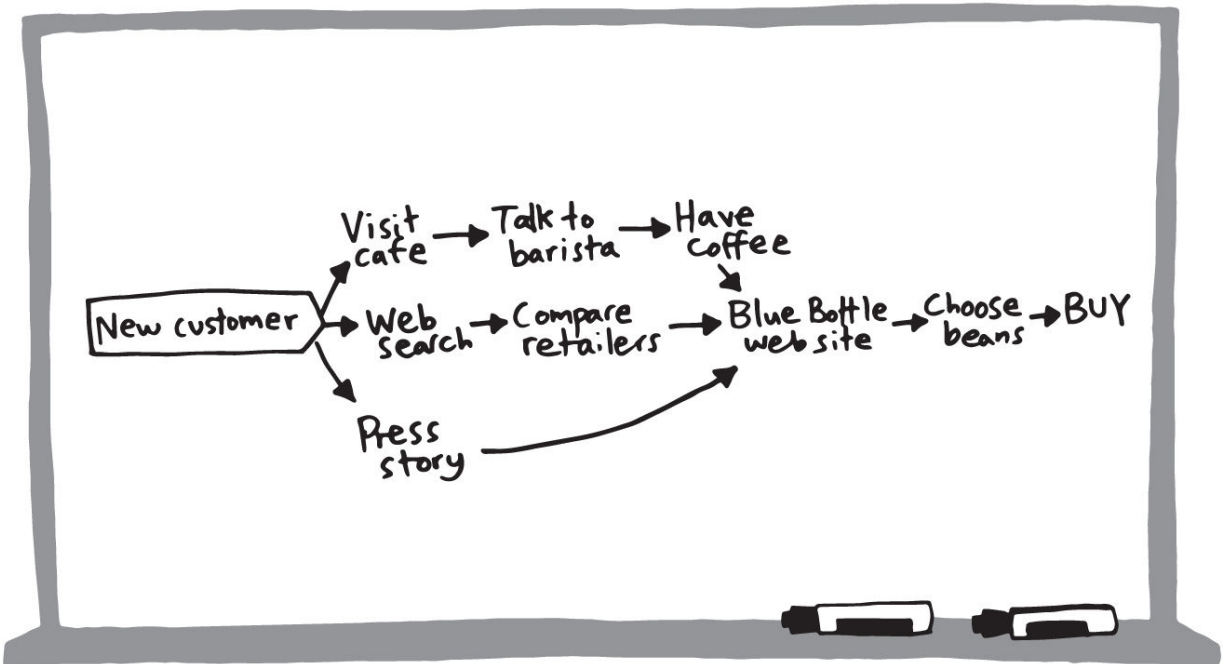 Visit
cafe
Talk to
barista
Have
coffee
New customer
Web
search
Compare
retailers
Blue Bottle
web site
Choose
beans
BUY
Press
story